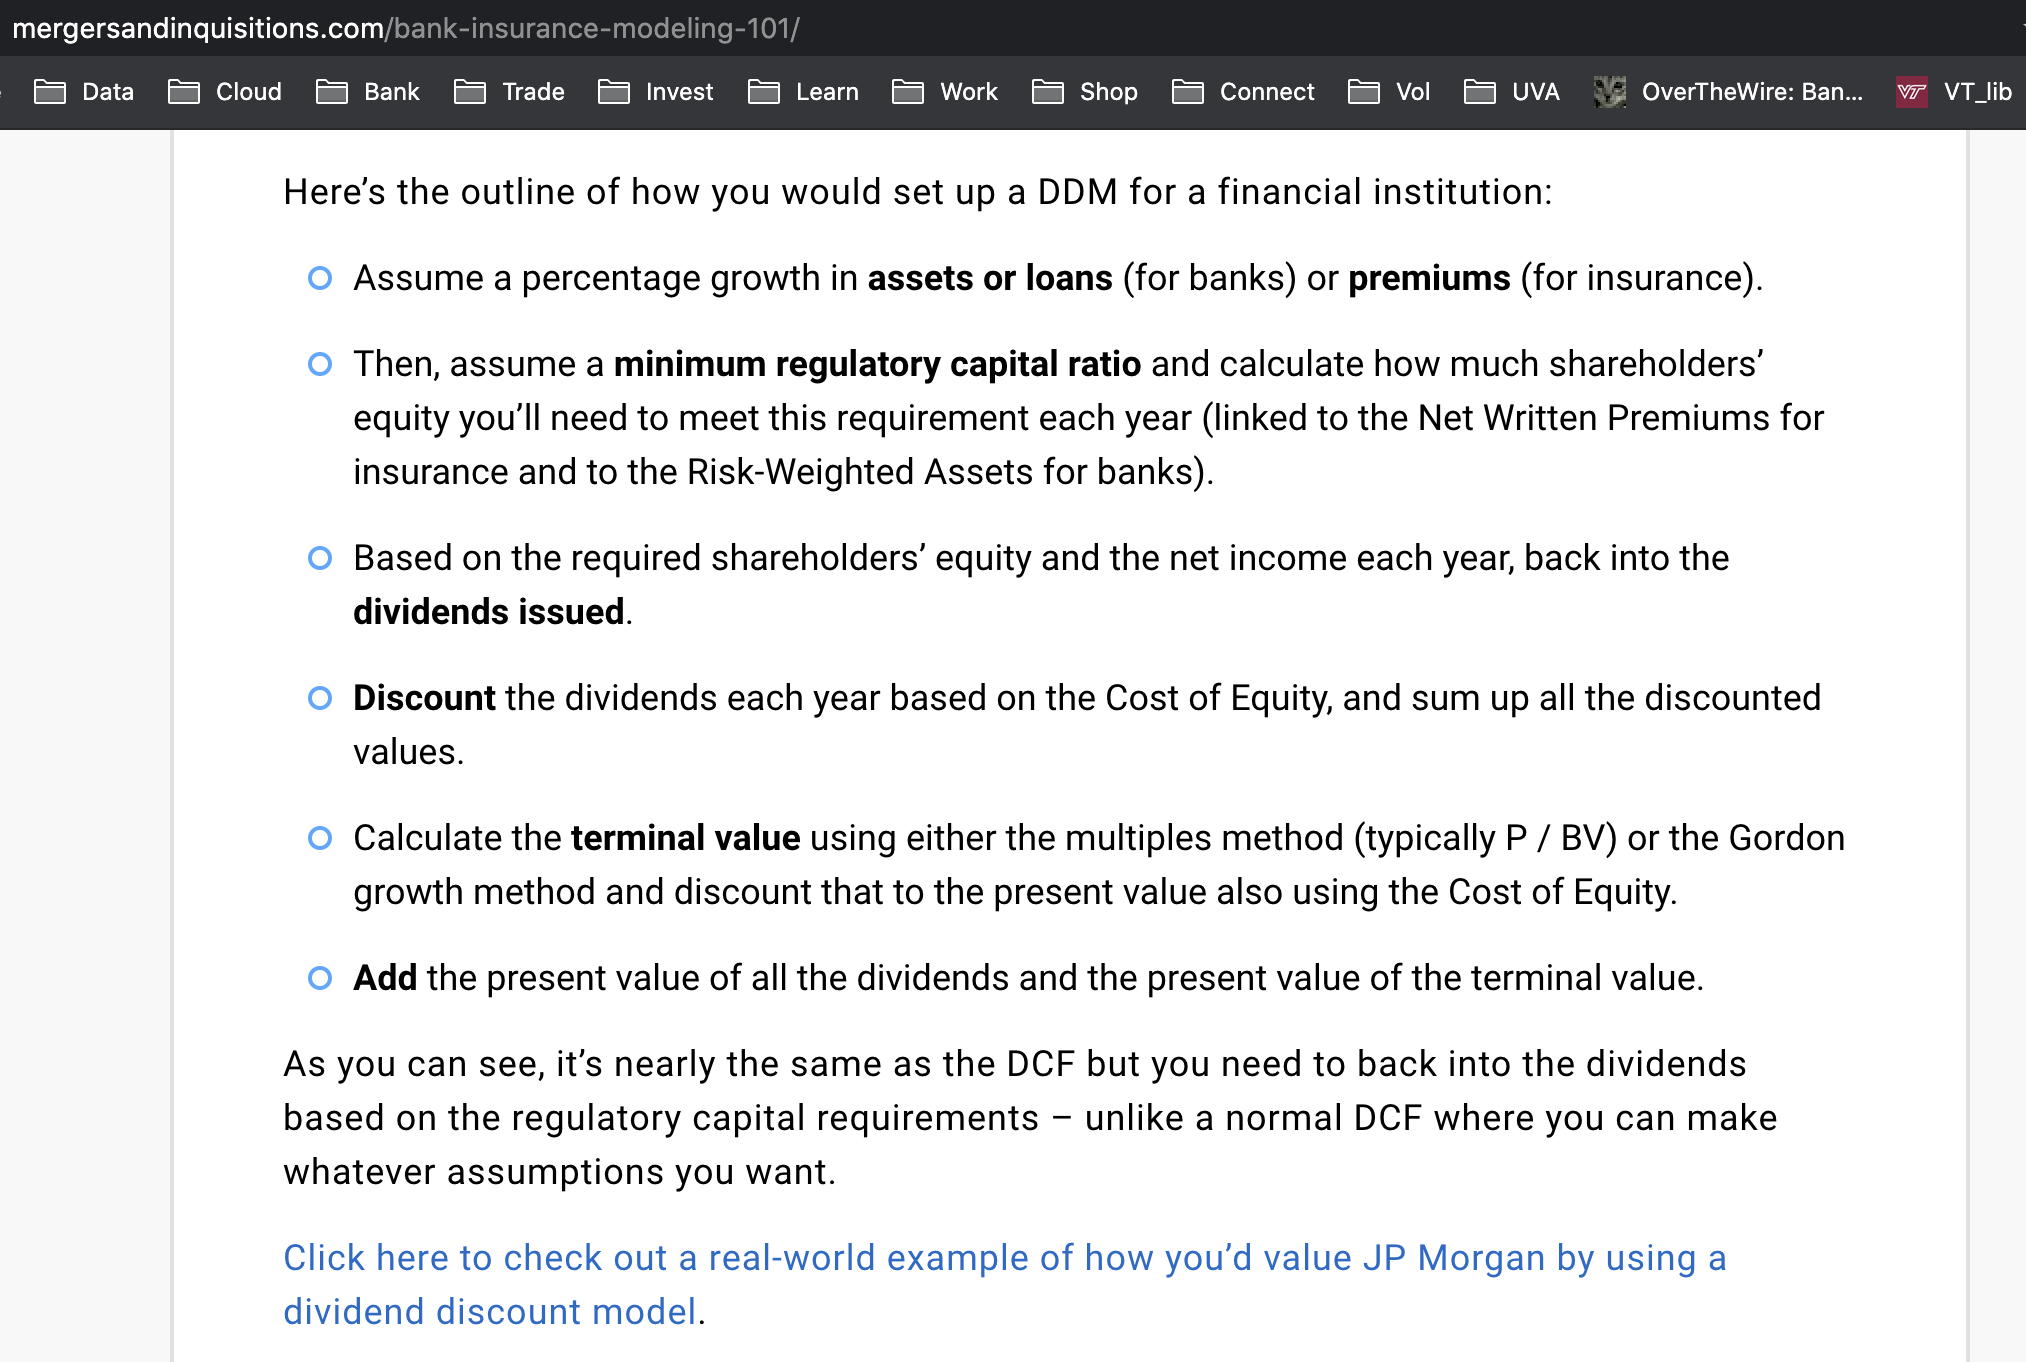 mergersandinquisitions.com/bank-insurance-modeling-101/
Data Cloud Bank Trade Invest Learn Work Shop Connect Vol UVA OverTheWire: Ban... VT VT_lib
Here’s the outline of how you would set up a DDM for a financial institution:
Assume a percentage growth in assets or loans (for banks) or premiums (for insurance).
Then, assume a minimum regulatory capital ratio and calculate how much shareholders’
equity you’ll need to meet this requirement each year (linked to the Net Written Premiums for
insurance and to the Risk-Weighted Assets for banks).
Based on the required shareholders’ equity and the net income each year, back into the
dividends issued.
Discount the dividends each year based on the Cost of Equity, and sum up all the discounted
values.
Calculate the terminal value using either the multiples method (typically P / BV) or the Gordon
growth method and discount that to the present value also using the Cost of Equity.
Add the present value of all the dividends and the present value of the terminal value.
As you can see, it’s nearly the same as the DCF but you need to back into the dividends
based on the regulatory capital requirements – unlike a normal DCF where you can make
whatever assumptions you want.
Click here to check out a real-world example of how you’d value JP Morgan by using a
dividend discount model.